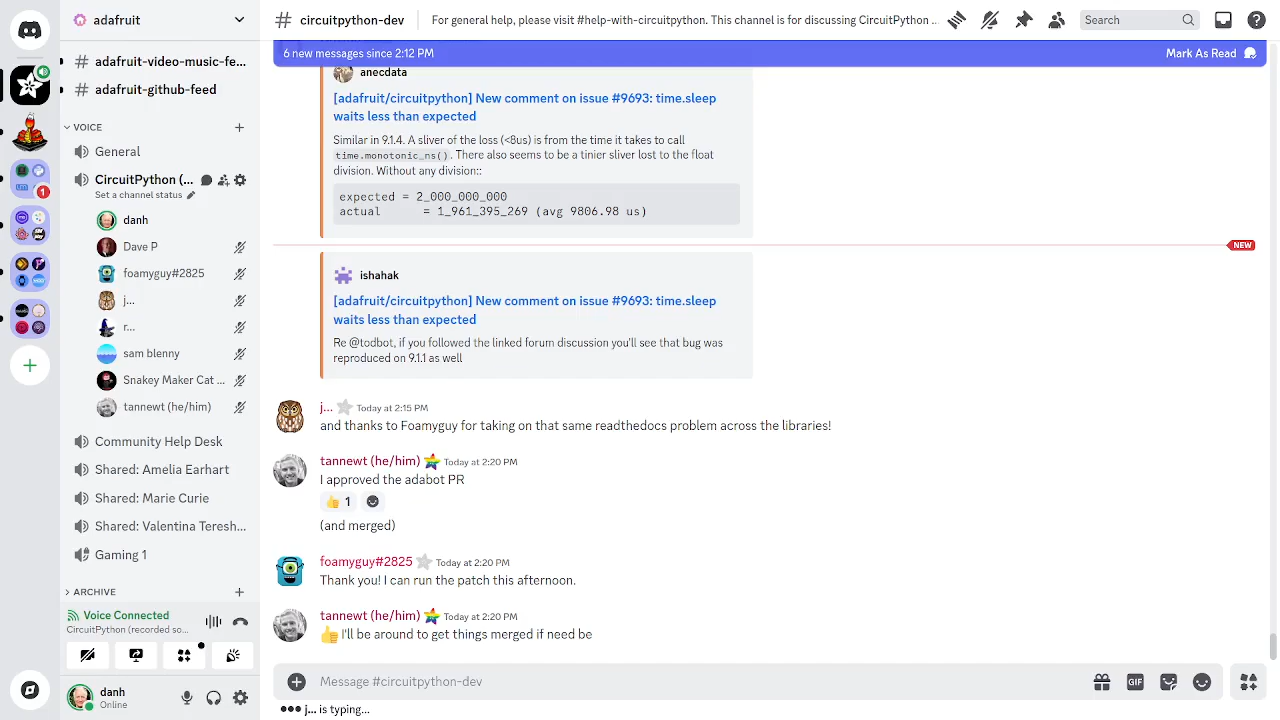 adafruit
circuitpython-dev
For general help, please visit #help-with-circuitpython. This channel is for discussing CircuitPython ...
Search
adafruit-video-music-fe...
adafruit-github-feed
VOICE
General
CircuitPython (...
Set a channel status
danh
Dave P
foamyguy#2825
j...
r...
sam blenny
Snakey Maker Cat ...
tannewt (he/him)
Community Help Desk
Shared: Amelia Earhart
Shared: Marie Curie
Shared: Valentina Teresh...
Gaming 1
ARCHIVE
Voice Connected
CircuitPython (recorded so...
danh
Online
1
6 new messages since 2:12 PM
Mark As Read
anecdata
[adafruit/circuitpython] New comment on issue #9693: time.sleep
waits less than expected
Similar in 9.1.4. A sliver of the loss (<8us) is from the time it takes to call
time.monotonic_ns(). There also seems to be a tinier sliver lost to the float
division. Without any division::
expected = 2_000_000_000
actual = 1_961_395_269 (avg 9806.98 us)
NEW
ishahak
[adafruit/circuitpython] New comment on issue #9693: time.sleep
waits less than expected
Re @todbot, if you followed the linked forum discussion you'll see that bug was
reproduced on 9.1.1 as well
j... Today at 2:15 PM
and thanks to Foamyguy for taking on that same readthedocs problem across the libraries!
tannewt (he/him) Today at 2:20 PM
I approved the adabot PR
👍 1
(and merged)
foamyguy#2825 Today at 2:20 PM
Thank you! I can run the patch this afternoon.
tannewt (he/him) Today at 2:20 PM
👍 I'll be around to get things merged if need be
Message #circuitpython-dev
GIF
j... is typing...